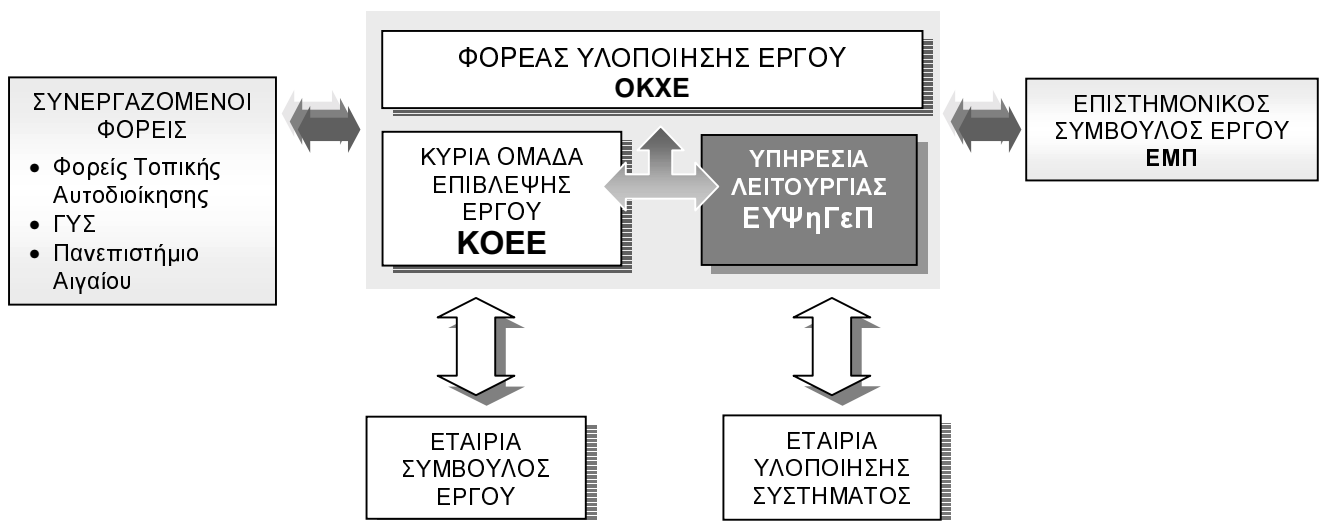 ΦΟΡΕΑΣ ΥΛΟΠΟΙΗΣΗΣ ΕΡΓΟΥ
ΟΚΧΕ
ΣΥΝΕΡΓΑΖΟΜΕΝΟΙ
ΦΟΡΕΙΣ
• Φορείς Τοπικής
Αυτοδιοίκησης
• ΓΥΣ
• Πανεπιστήμιο
Αιγαίου
ΚΥΡΙΑ ΟΜΑΔΑ
ΕΠΙΒΛΕΨΗΣ
ΕΡΓΟΥ
ΚΟΕΕ
ΥΠΗΡΕΣΙΑ
ΛΕΙΤΟΥΡΓΙΑΣ
ΕΥΨηΓεΠ
ΕΠΙΣΤΗΜΟΝΙΚΟΣ
ΣΥΜΒΟΥΛΟΣ ΕΡΓΟΥ
ΕΜΠ
ΕΤΑΙΡΙΑ
ΣΥΜΒΟΥΛΟΣ
ΕΡΓΟΥ
ΕΤΑΙΡΙΑ
ΥΛΟΠΟΙΗΣΗΣ
ΣΥΣΤΗΜΑΤΟΣ